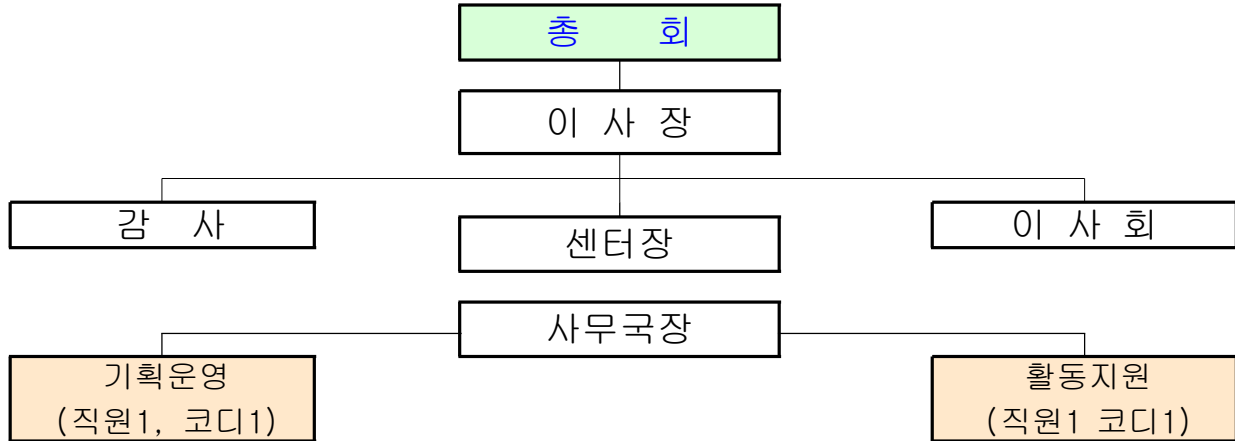 총 회
이 사 장
감 사
센터장
이 사 회
사무국장
기획운영
(직원1, 코디1)
활동지원
(직원1 코디1)